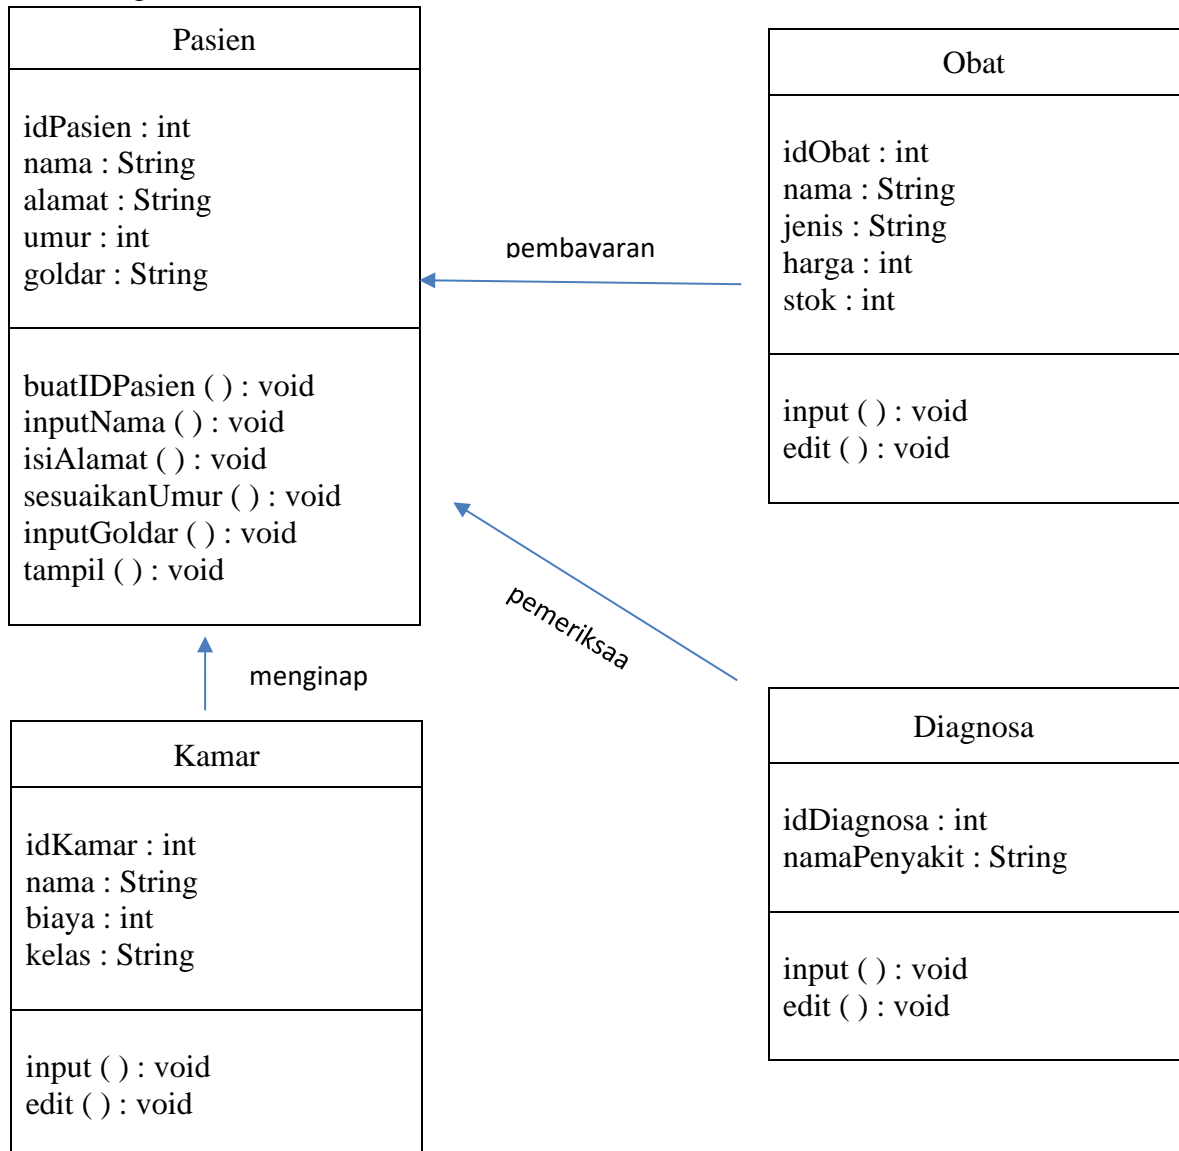 Pasien
idPasien : int
nama : String
alamat : String
umur : int
goldar : String
buatIDPasien ( ) : void
inputNama ( ) : void
isiAlamat ( ) : void
sesuaikanUmur ( ) : void
inputGoldar ( ) : void
tampil ( ) : void
pembayaran
Obat
idObat : int
nama : String
jenis : String
harga : int
stok : int
input ( ) : void
edit ( ) : void
pemeriksaa
menginap
Kamar
idKamar : int
nama : String
biaya : int
kelas : String
input ( ) : void
edit ( ) : void
Diagnosa
idDiagnosa : int
namaPenyakit : String
input ( ) : void
edit ( ) : void